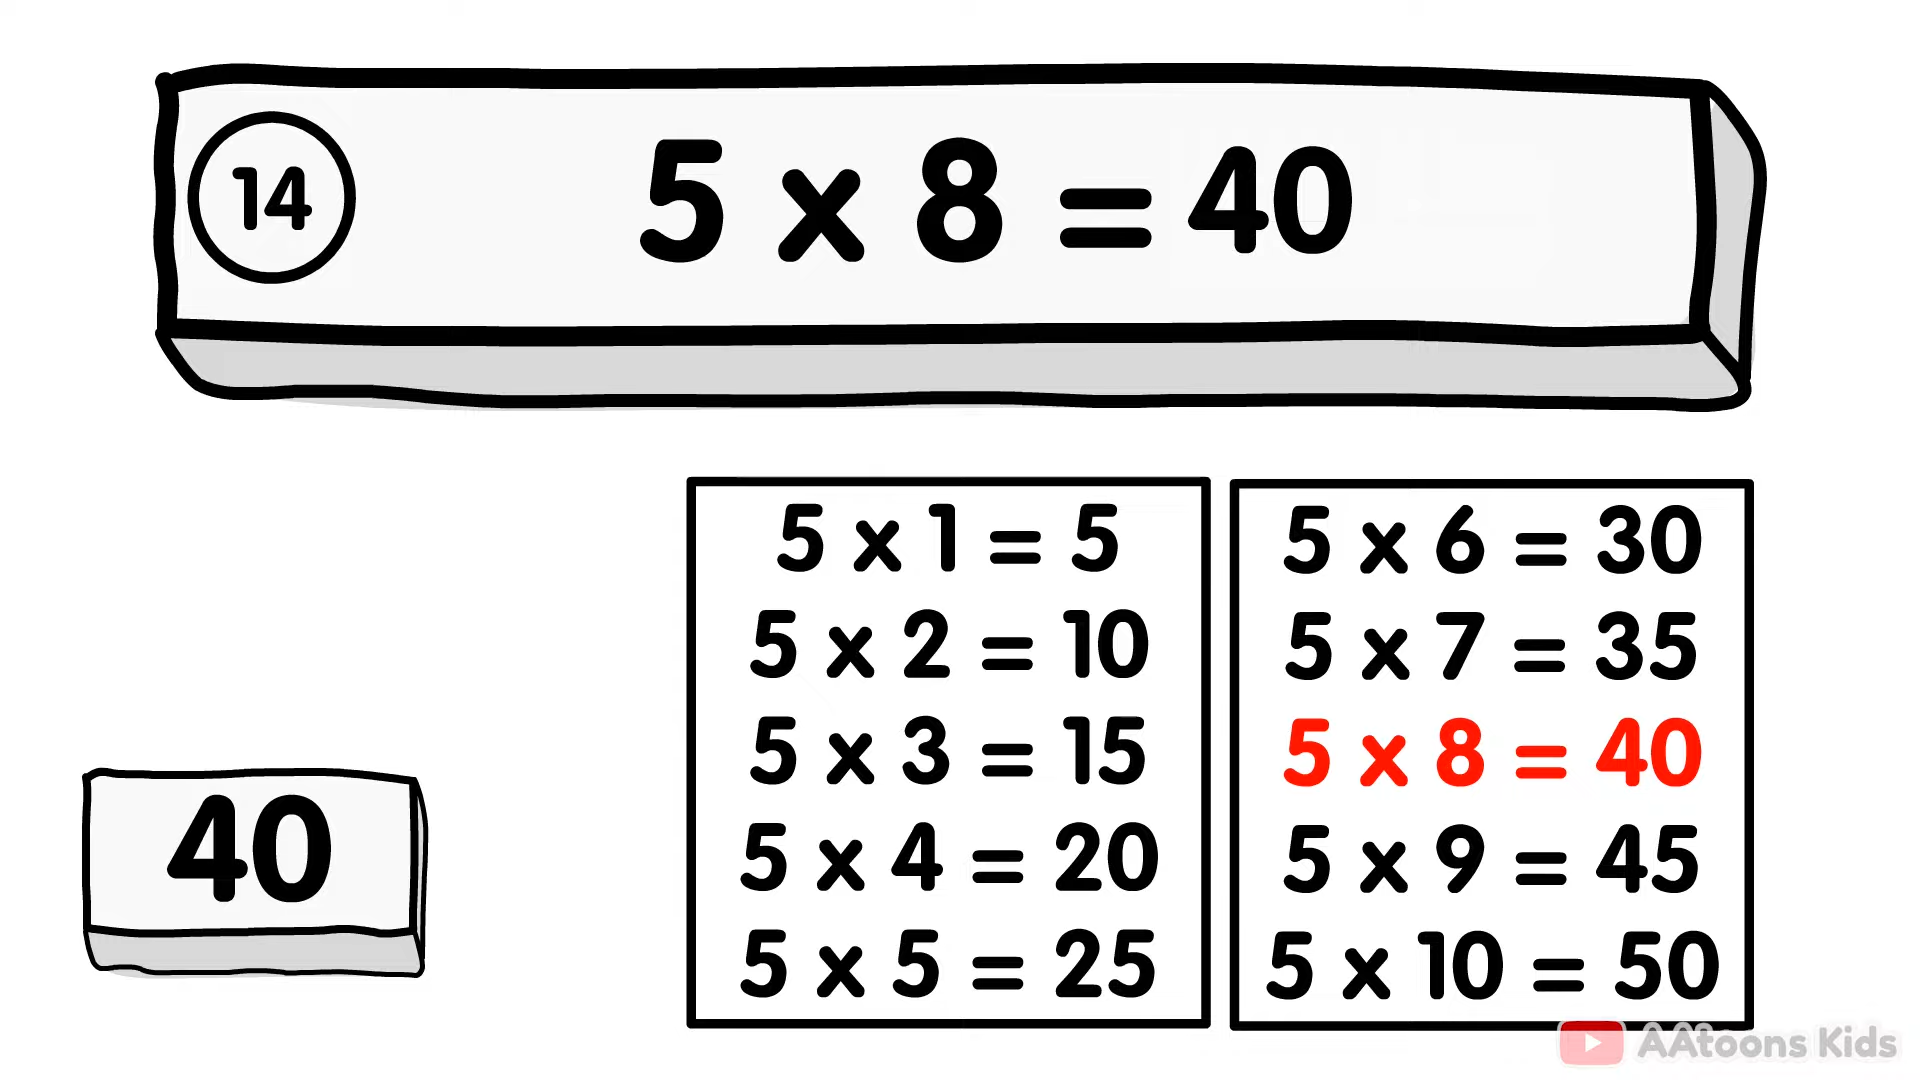 14
5 x 8 = 40
40
5 x 1 = 5
5 x 2 = 10
5 x 3 = 15
5 x 4 = 20
5 x 5 = 25
5 x 6 = 30
5 x 7 = 35
5 x 8 = 40
5 x 9 = 45
5 x 10 = 50
AAtoons Kids